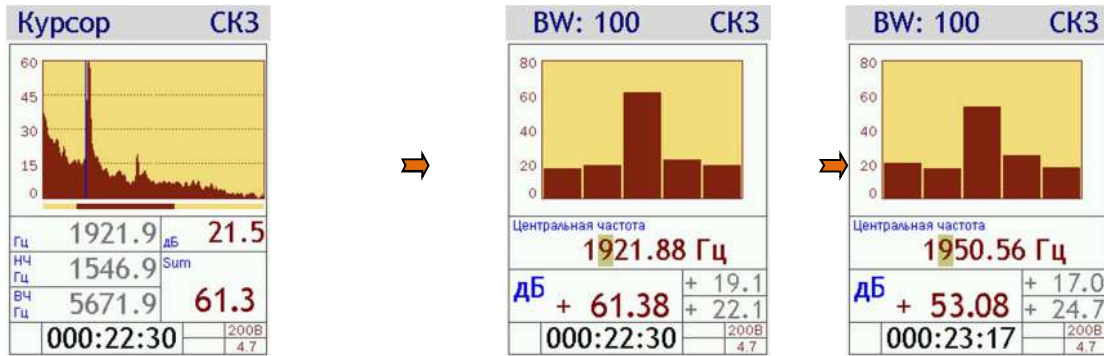 Курсор СКЗ
60
45
30
15
0
Гц 1921.9 дБ 21.5
НЧ Гц 1546.9 Sum
ВЧ Гц 5671.9 61.3
000:22:30 200В 4.7
BW: 100 СКЗ
80
60
40
20
0
Центральная частота
1921.88 Гц
дБ + 61.38 + 19.1
+ 22.1
000:22:30 200В 4.7
BW: 100 СКЗ
80
60
40
20
0
Центральная частота
1950.56 Гц
дБ + 53.08 + 17.0
+ 24.7
000:23:17 200В 4.7